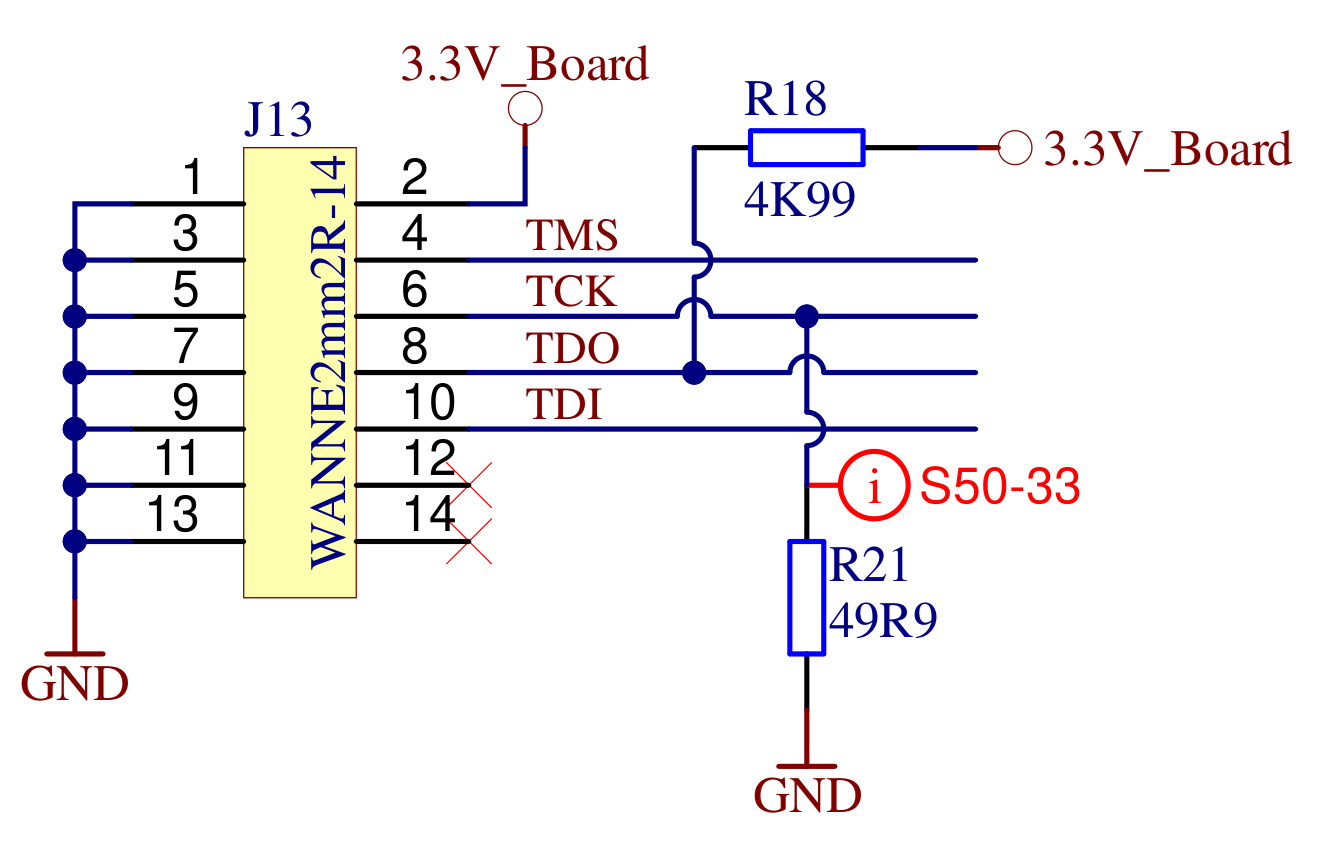 3.3V_Board
J13
R18
3.3V_Board
4K99
WANNE2mm2R-14
1 2
3 4 TMS
5 6 TCK
7 8 TDO
9 10 TDI
11 12
13 14
i S50-33
R21
49R9
GND
GND